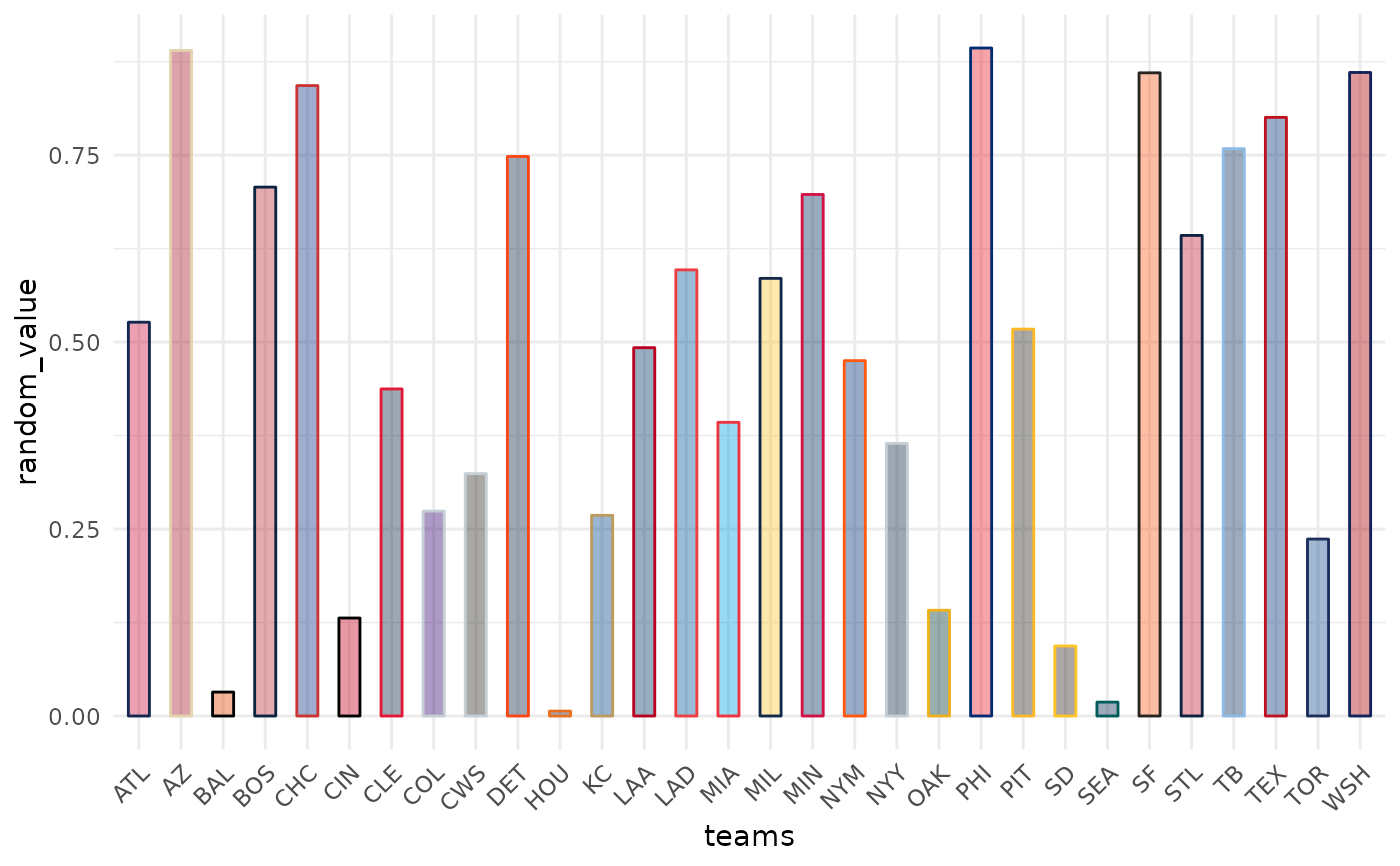 random_value
0.75
0.50
0.25
0.00
ATL AZ BAL BOS CHC CIN CLE COL CWS DET HOU KC LAA LAD MIA MIL MIN NYM NYY OAK PHI PIT SD SEA SF STL TB TEX TOR WSH
teams